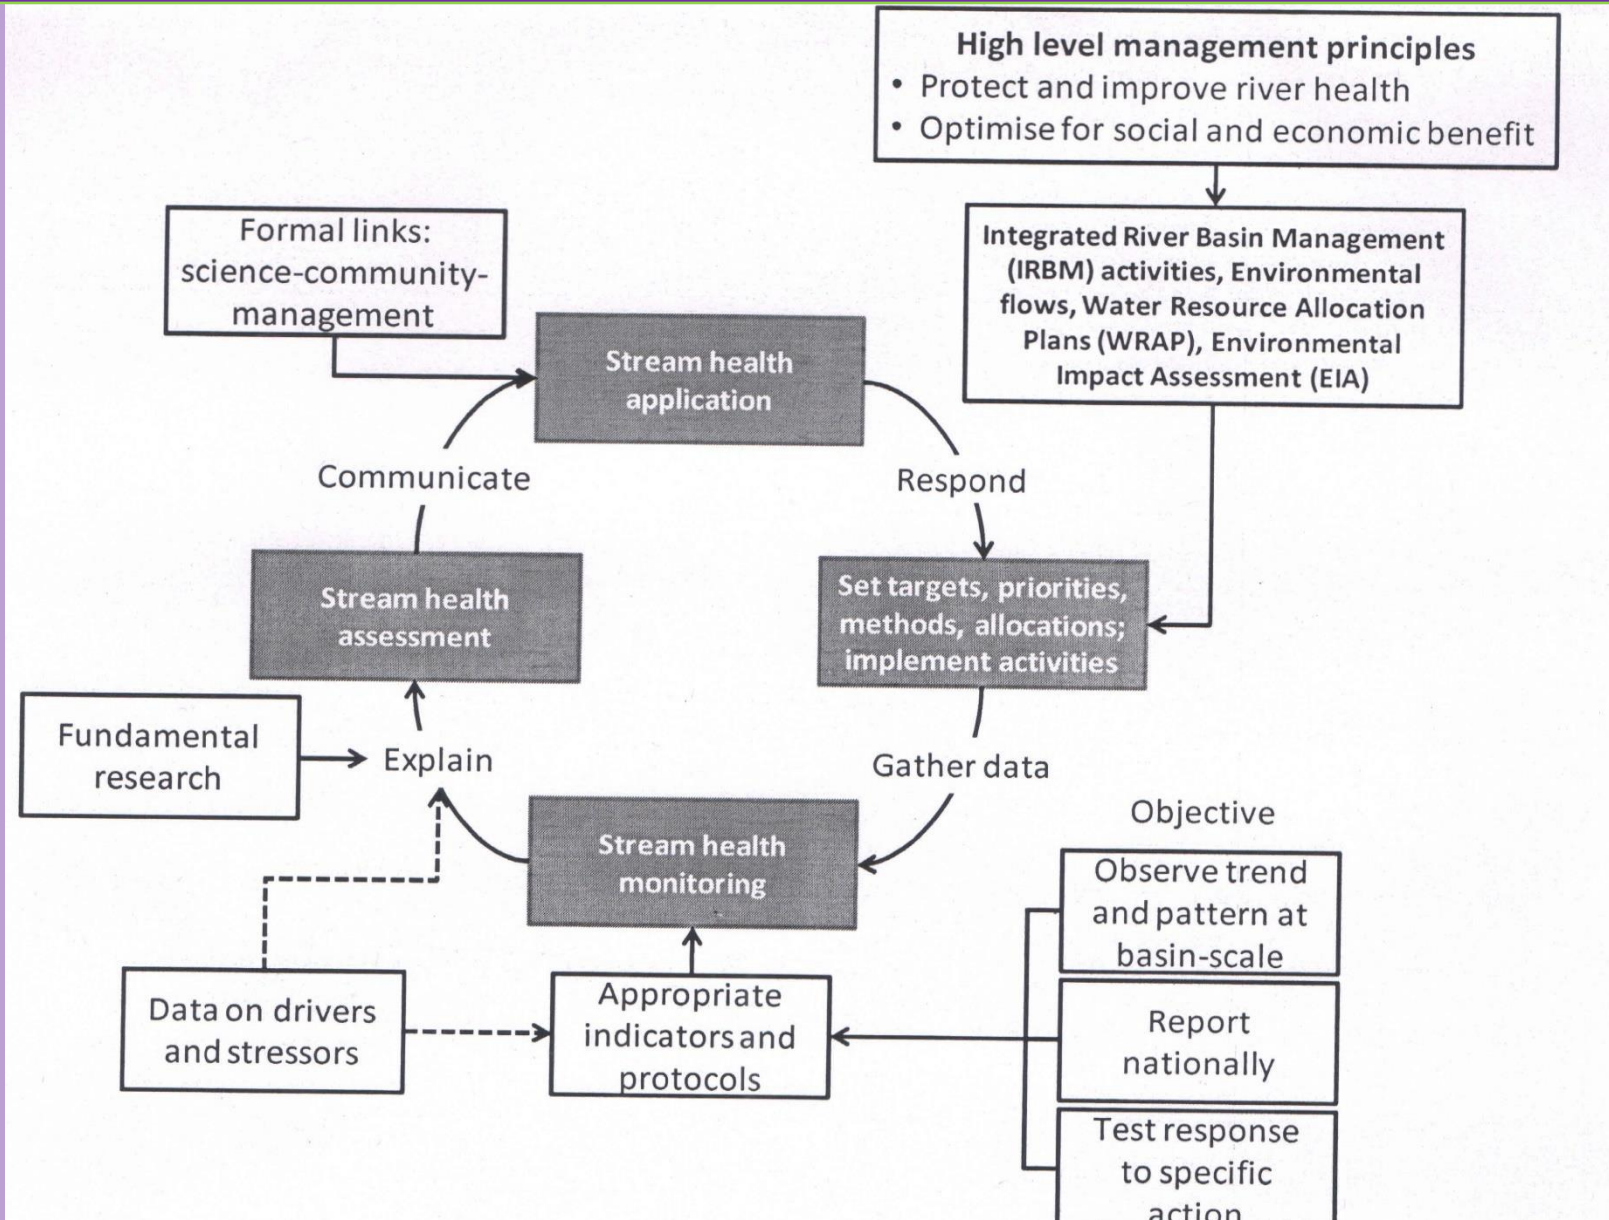 High level management principles
• Protect and improve river health
• Optimise for social and economic benefit
Integrated River Basin Management
(IRBM) activities, Environmental
flows, Water Resource Allocation
Plans (WRAP), Environmental
Impact Assessment (EIA)
Formal links:
science-community-
management
Stream health
application
Communicate
Respond
Stream health
assessment
Set targets, priorities,
methods, allocations;
implement activities
Fundamental
research
Explain
Gather data
Stream health
monitoring
Objective
Observe trend
and pattern at
basin-scale
Data on drivers
and stressors
Appropriate
indicators and
protocols
Report
nationally
Test response
to specific
action